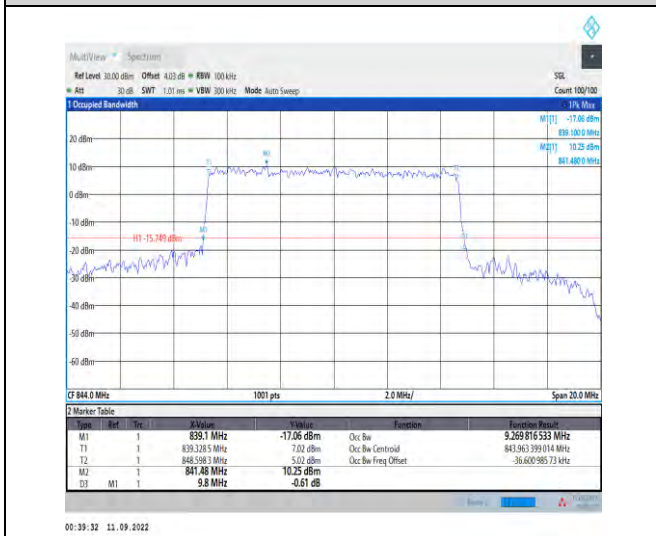 MultiView Spectrum
Ref Level 30.00 dBm Offset 4.03 dB RBW 100 kHz SGL
Att 30 dB SWT 1.01 ms VBW 300 kHz Mode Auto Sweep Count 100/100
1 Occupied Bandwidth 1Pk Max
M1[1] -17.06 dBm
839.1000 MHz
20 dBm
M2[1] 10.25 dBm
841.4800 MHz
10 dBm
0 dBm
-10 dBm
H1 -15.749 dBm
-20 dBm
-30 dBm
-40 dBm
-50 dBm
-60 dBm
CF 844.0 MHz 1001 pts 2.0 MHz/ Span 20.0 MHz
2 Marker Table
Type Ref Trc X-Value Y-Value Function Function Result
M1 1 839.1 MHz -17.06 dBm Occ Bw 9.269 816 533 MHz
T1 1 839.3285 MHz 7.02 dBm Occ Bw Centroid 843.963 399 014 MHz
T2 1 848.5983 MHz 5.02 dBm Occ Bw Freq Offset -36.600 985 73 kHz
M2 1 841.48 MHz 10.25 dBm
D3 M1 1 9.8 MHz -0.61 dB
00:39:32 11.09.2022